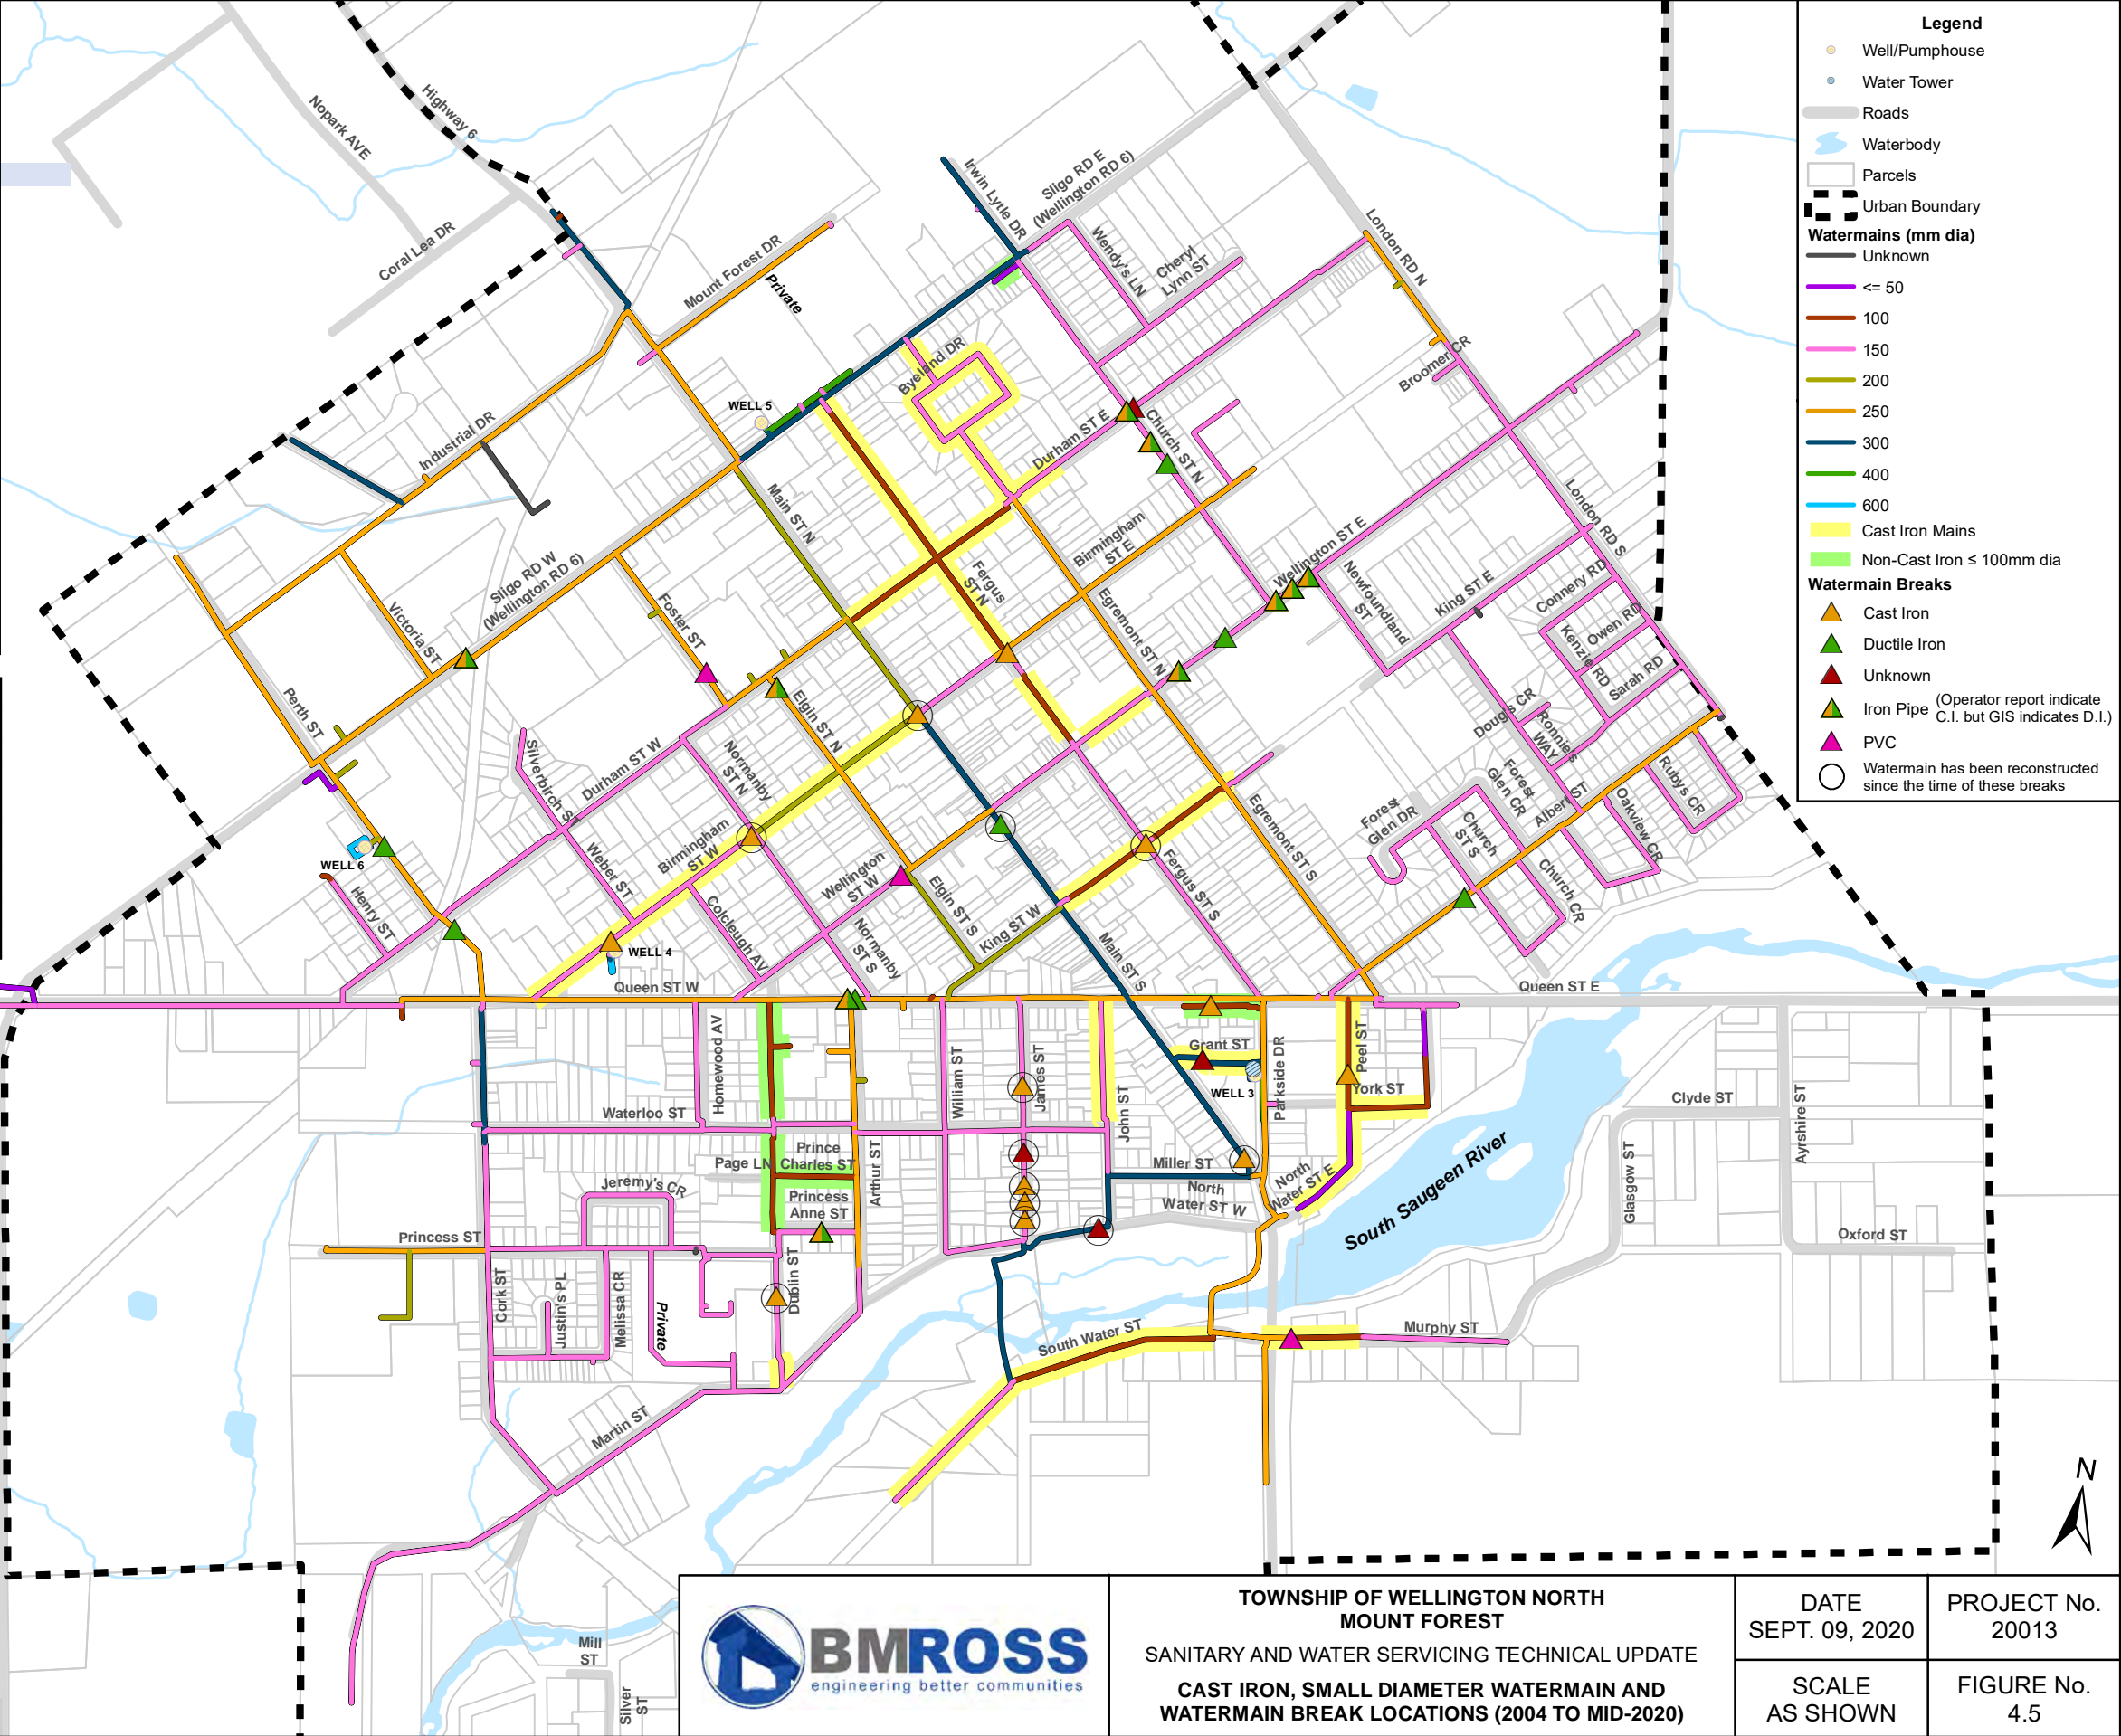 Legend
Well/Pumphouse
Water Tower
Roads
Waterbody
Parcels
Urban Boundary
Watermains (mm dia)
Unknown
<= 50
100
150
200
250
300
400
600
Cast Iron Mains
Non-Cast Iron ≤ 100mm dia
Watermain Breaks
Cast Iron
Ductile Iron
Unknown
Iron Pipe (Operator report indicate
C.I. but GIS indicates D.I.)
PVC
Watermain has been reconstructed
since the time of these breaks
Nopark AVE
Highway 6
Coral Lea DR
Mount Forest DR
Private
Irwin Lytle DR
Sligo RD E
(Wellington RD 6)
Wendy's LN
Cheryl
Lynn ST
London RD N
Broomer CR
Byeland DR
WELL 5
Industrial DR
Durham ST E
Church ST N
Main ST N
Sligo RD W
(Wellington RD 6)
Birmingham
ST E
Fergus
ST N
Wellington ST E
London RD S
Newfoundland
ST
King ST E
Connery RD
Owen RD
Kenzie
RD
Sarah RD
Victoria ST
Foster ST
Egremont ST N
Perth ST
Elgin ST N
Doug's CR
Ronnies
WAY
Silverbirch ST
Durham ST W
Normanby
ST N
Forest
Glen CR
Rubys CR
Albert ST
Oakview CR
Forest
Glen DR
Church
ST S
Church CR
Birmingham
ST W
Weber ST
Wellington
ST W
Egremont ST S
Fergus ST S
WELL 6
Henry ST
Colcleugh AV
Elgin ST S
King ST W
Normanby
ST S
Main ST S
WELL 4
Queen ST W
Queen ST E
Homewood AV
William ST
James ST
John ST
Grant ST
WELL 3
Parkside DR
Peel ST
York ST
Clyde ST
Ayrshire ST
Waterloo ST
Prince
Charles ST
Page LN
Arthur ST
Princess
Anne ST
Miller ST
North
Water ST W
North
Water ST E
South Saugeen River
Glasgow ST
Oxford ST
Jeremy's CR
Princess ST
Cork ST
Justin's PL
Melissa CR
Private
Dublin ST
South Water ST
Murphy ST
Martin ST
Mill
ST
Silver
ST
N
BMROSS
engineering better communities
TOWNSHIP OF WELLINGTON NORTH
MOUNT FOREST
SANITARY AND WATER SERVICING TECHNICAL UPDATE
CAST IRON, SMALL DIAMETER WATERMAIN AND
WATERMAIN BREAK LOCATIONS (2004 TO MID-2020)
DATE
SEPT. 09, 2020
PROJECT No.
20013
SCALE
AS SHOWN
FIGURE No.
4.5